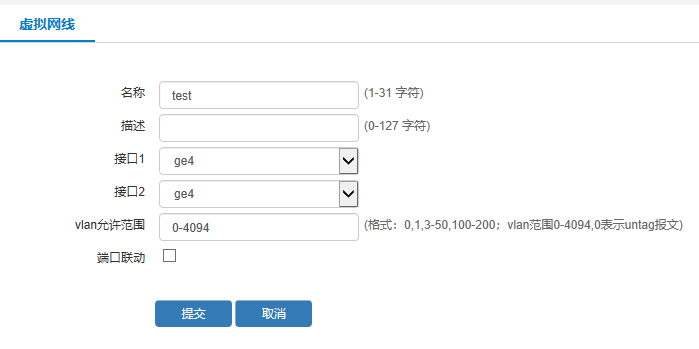 虚拟网线
名称 test (1-31 字符)
描述 (0-127 字符)
接口1 ge4
接口2 ge4
vlan允许范围 0-4094 (格式：0,1,3-50,100-200；vlan范围0-4094,0表示untag报文)
端口联动
提交 取消